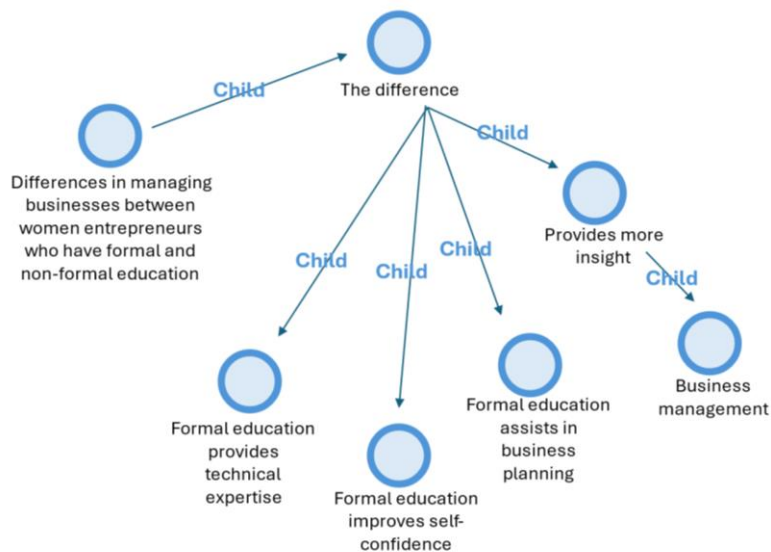 The difference
Child
Differences in managing
businesses between
women entrepreneurs
who have formal and
non-formal education
Child
Provides more
insight
Child
Business
management
Child
Child
Child
Formal education
provides
technical
expertise
Formal education
improves self-
confidence
Formal education
assists in
business
planning